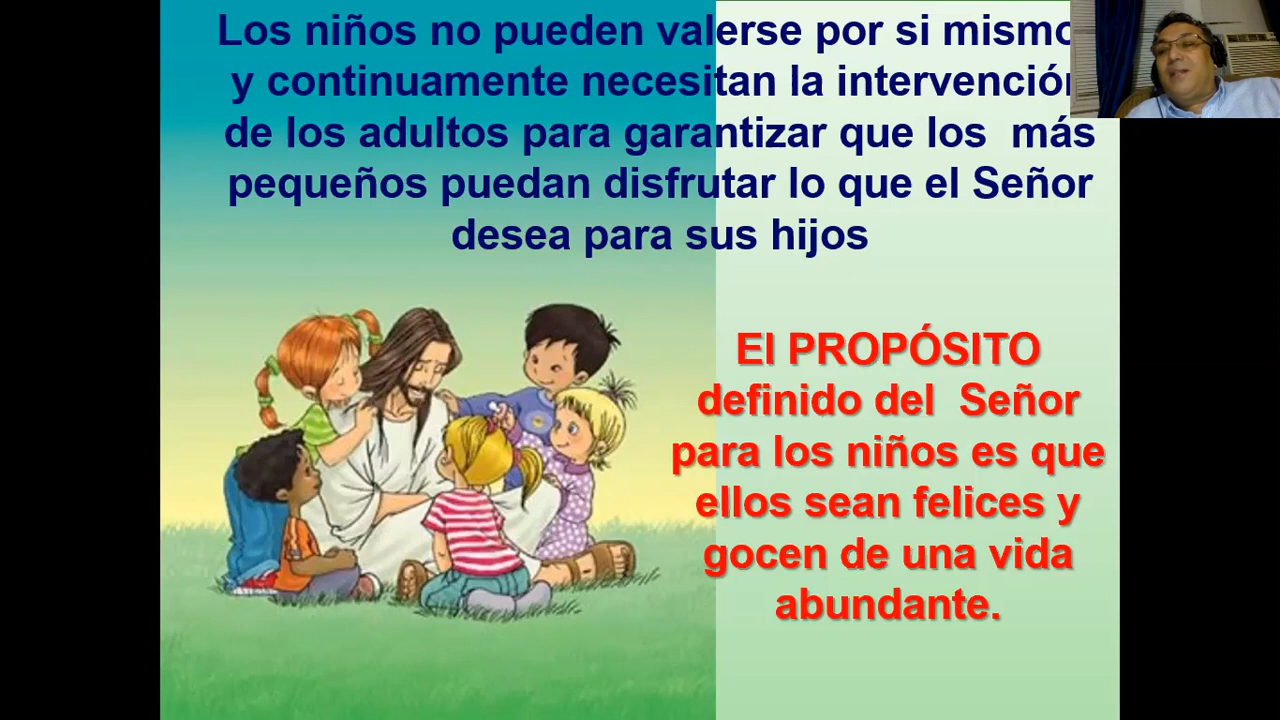 Los niños no pueden valerse por si mismo
y continuamente necesitan la intervención
de los adultos para garantizar que los más
pequeños puedan disfrutar lo que el Señor
desea para sus hijos
El PROPÓSITO
definido del Señor
para los niños es que
ellos sean felices y
gocen de una vida
abundante.